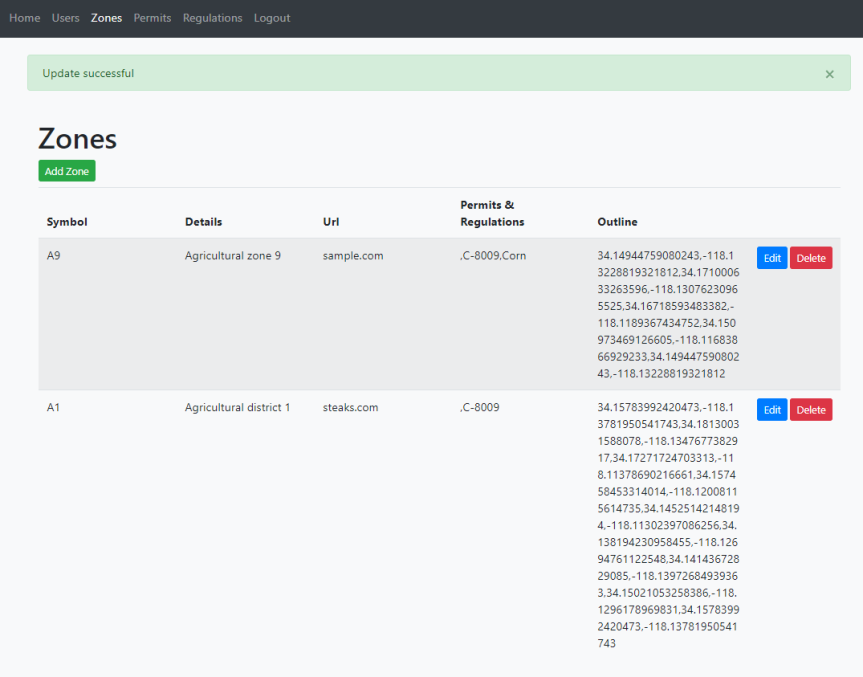 Home Users Zones Permits Regulations Logout
Update successful ×
Zones
Add Zone
Symbol Details Url Permits &
Regulations Outline
A9 Agricultural zone 9 sample.com ,C-8009,Corn 34.14944759080243,-118.1 Edit Delete
3228819321812,34.1710006
33263596,-118.1307623096
5525,34.16718593483382,-
118.1189367434752,34.150
973469126605,-118.116838
66929233,34.149447590802
43,-118.13228819321812
A1 Agricultural district 1 steaks.com ,C-8009 34.15783992420473,-118.1 Edit Delete
3781950541743,34.1813003
1588078,-118.13476773829
17,34.17271724703313,-11
8.11378690216661,34.1574
58453314014,-118.1200811
5614735,34.1452514214819
4,-118.11302397086256,34.
138194230958455,-118.126
94761122548,34.141436728
29085,-118.1397268493936
3,34.15021053258386,-118.
1296178969831,34.1578399
2420473,-118.13781950541
743